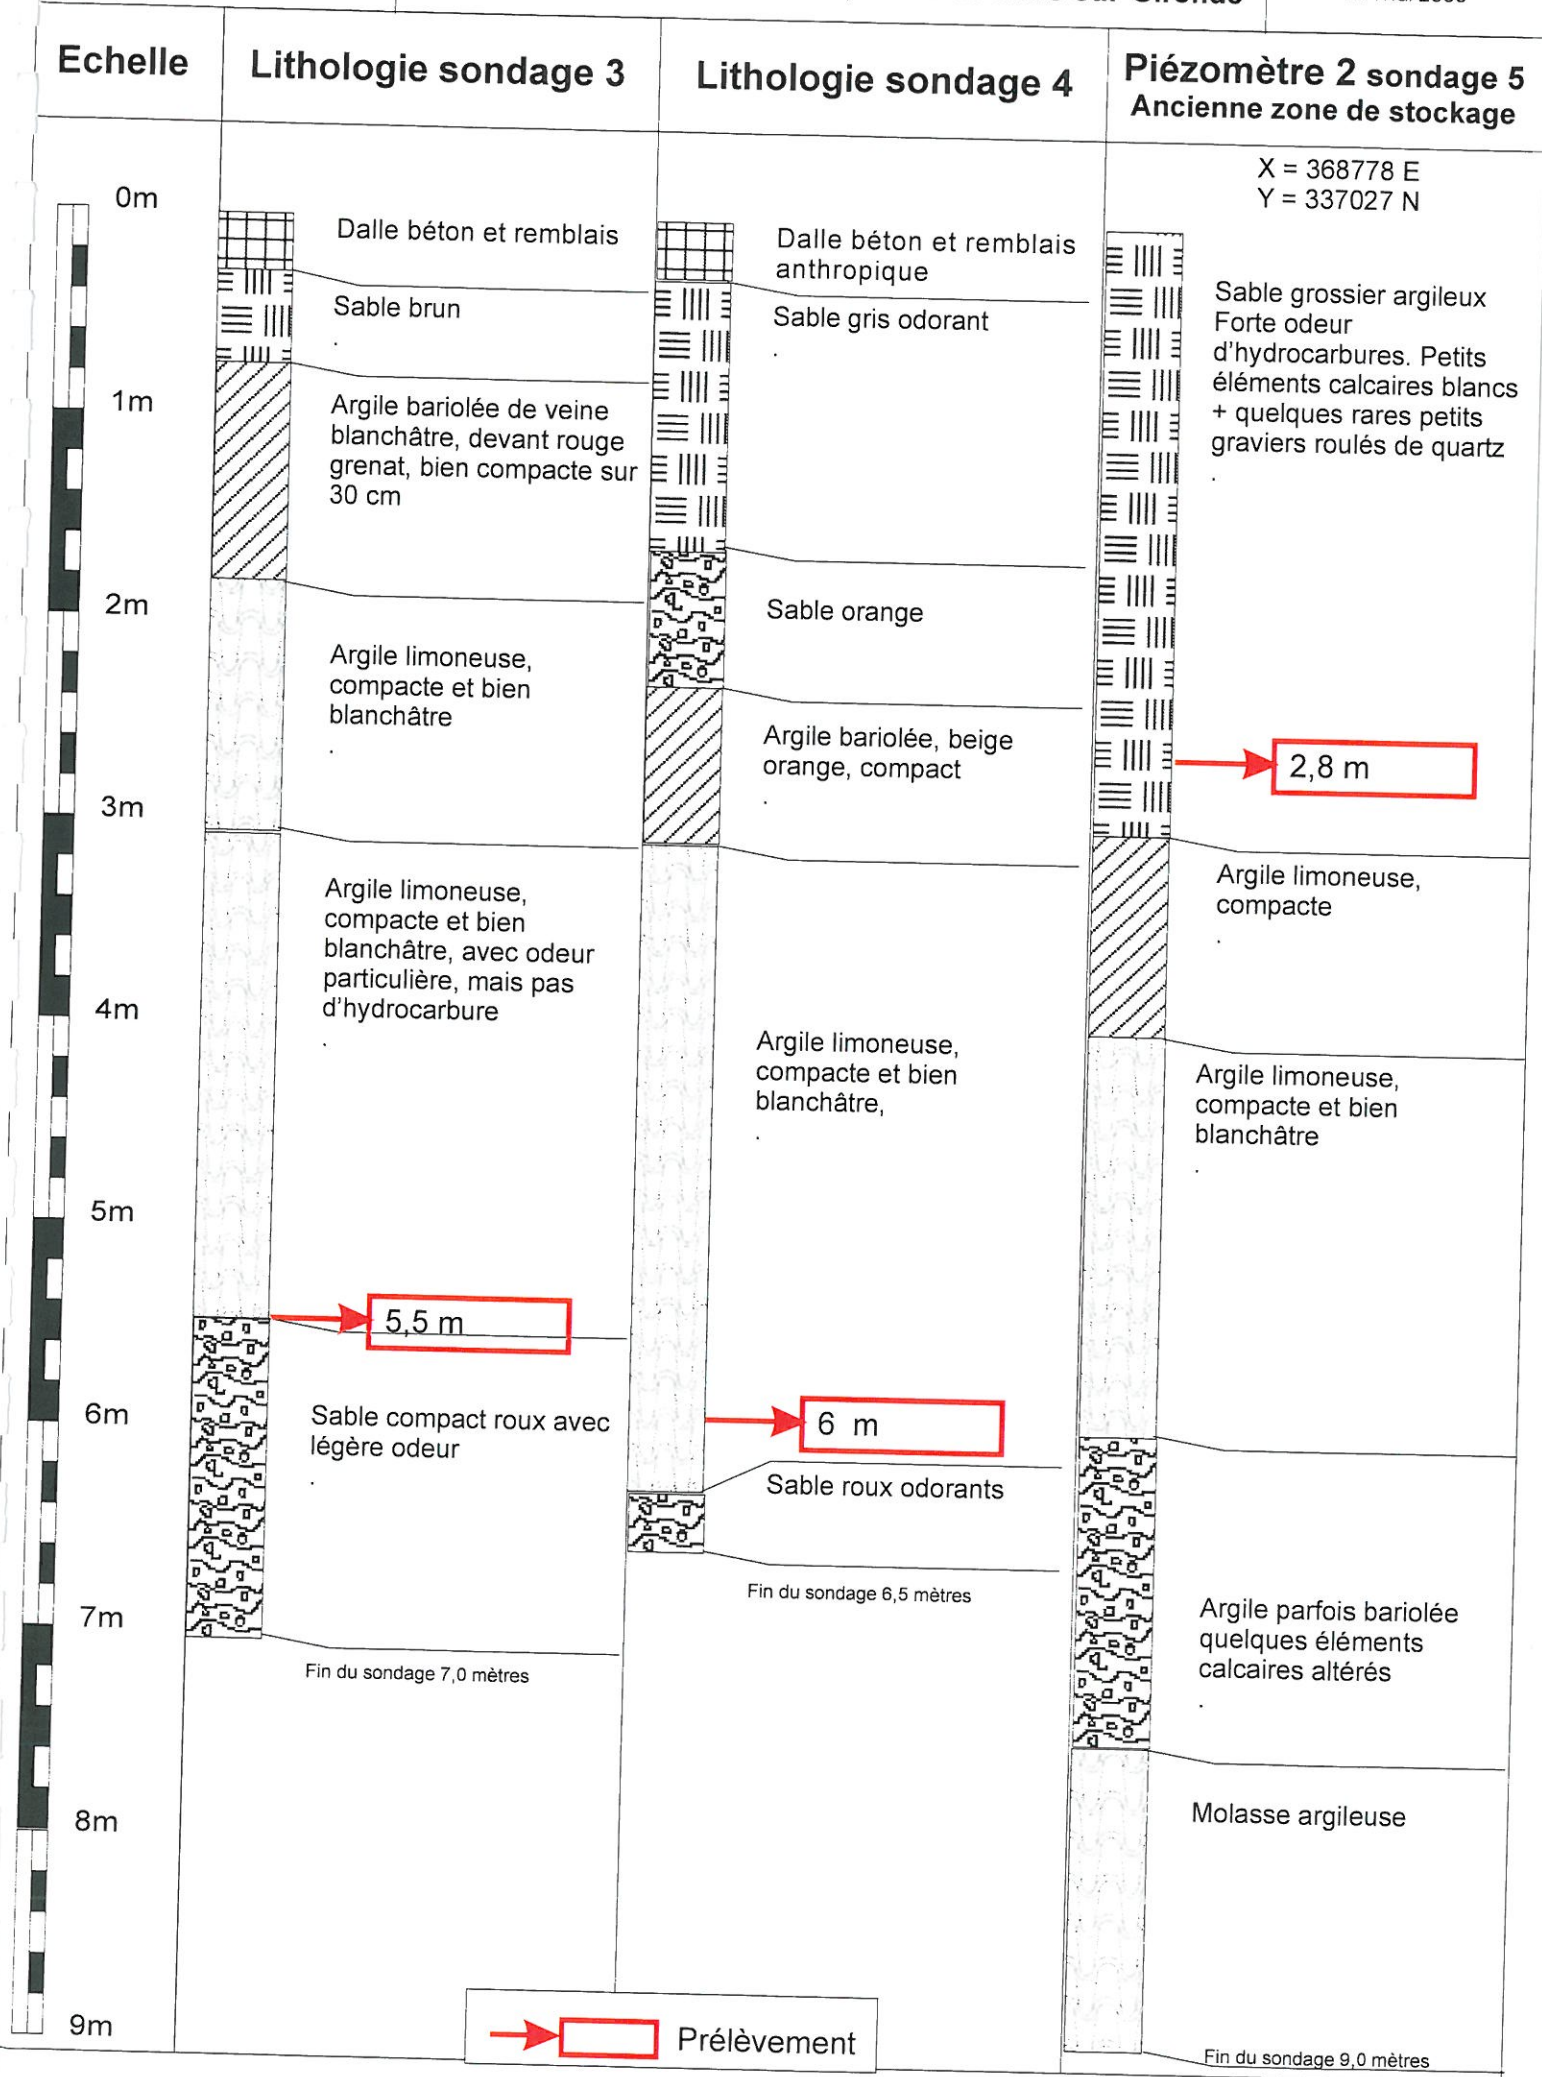 Echelle
Lithologie sondage 3
Lithologie sondage 4
Piézomètre 2 sondage 5
Ancienne zone de stockage
X = 368778 E
Y = 337027 N
0m
1m
2m
3m
4m
5m
6m
7m
8m
9m
Dalle béton et remblais
Sable brun
.
Argile bariolée de veine
blanchâtre, devant rouge
grenat, bien compacte sur
30 cm
Argile limoneuse,
compacte et bien
blanchâtre
.
Argile limoneuse,
compacte et bien
blanchâtre, avec odeur
particulière, mais pas
d'hydrocarbure
.
5,5 m
Sable compact roux avec
légère odeur
.
Fin du sondage 7,0 mètres
Dalle béton et remblais
anthropique
Sable gris odorant
.
Sable orange
Argile bariolée, beige
orange, compact
.
Argile limoneuse,
compacte et bien
blanchâtre,
.
6 m
Sable roux odorants
Fin du sondage 6,5 mètres
Sable grossier argileux
Forte odeur
d'hydrocarbures. Petits
éléments calcaires blancs
+ quelques rares petits
graviers roulés de quartz
.
2,8 m
Argile limoneuse,
compacte
.
Argile limoneuse,
compacte et bien
blanchâtre
.
Argile parfois bariolée
quelques éléments
calcaires altérés
.
Molasse argileuse
Fin du sondage 9,0 mètres
Prélèvement